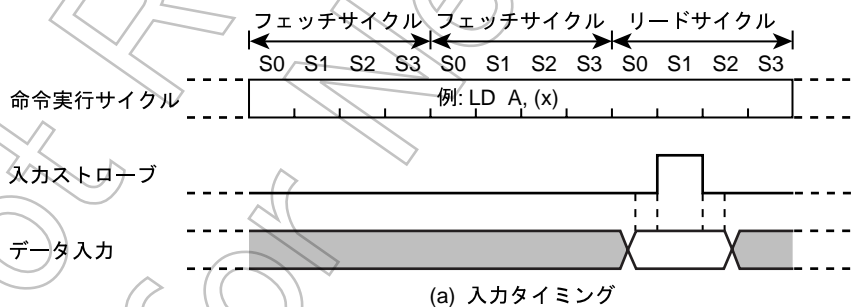 フェッチサイクル フェッチサイクル リードサイクル
S0 S1 S2 S3 S0 S1 S2 S3 S0 S1 S2 S3
命令実行サイクル 例: LD A, (x)
入力ストローブ
データ入力
(a) 入力タイミング